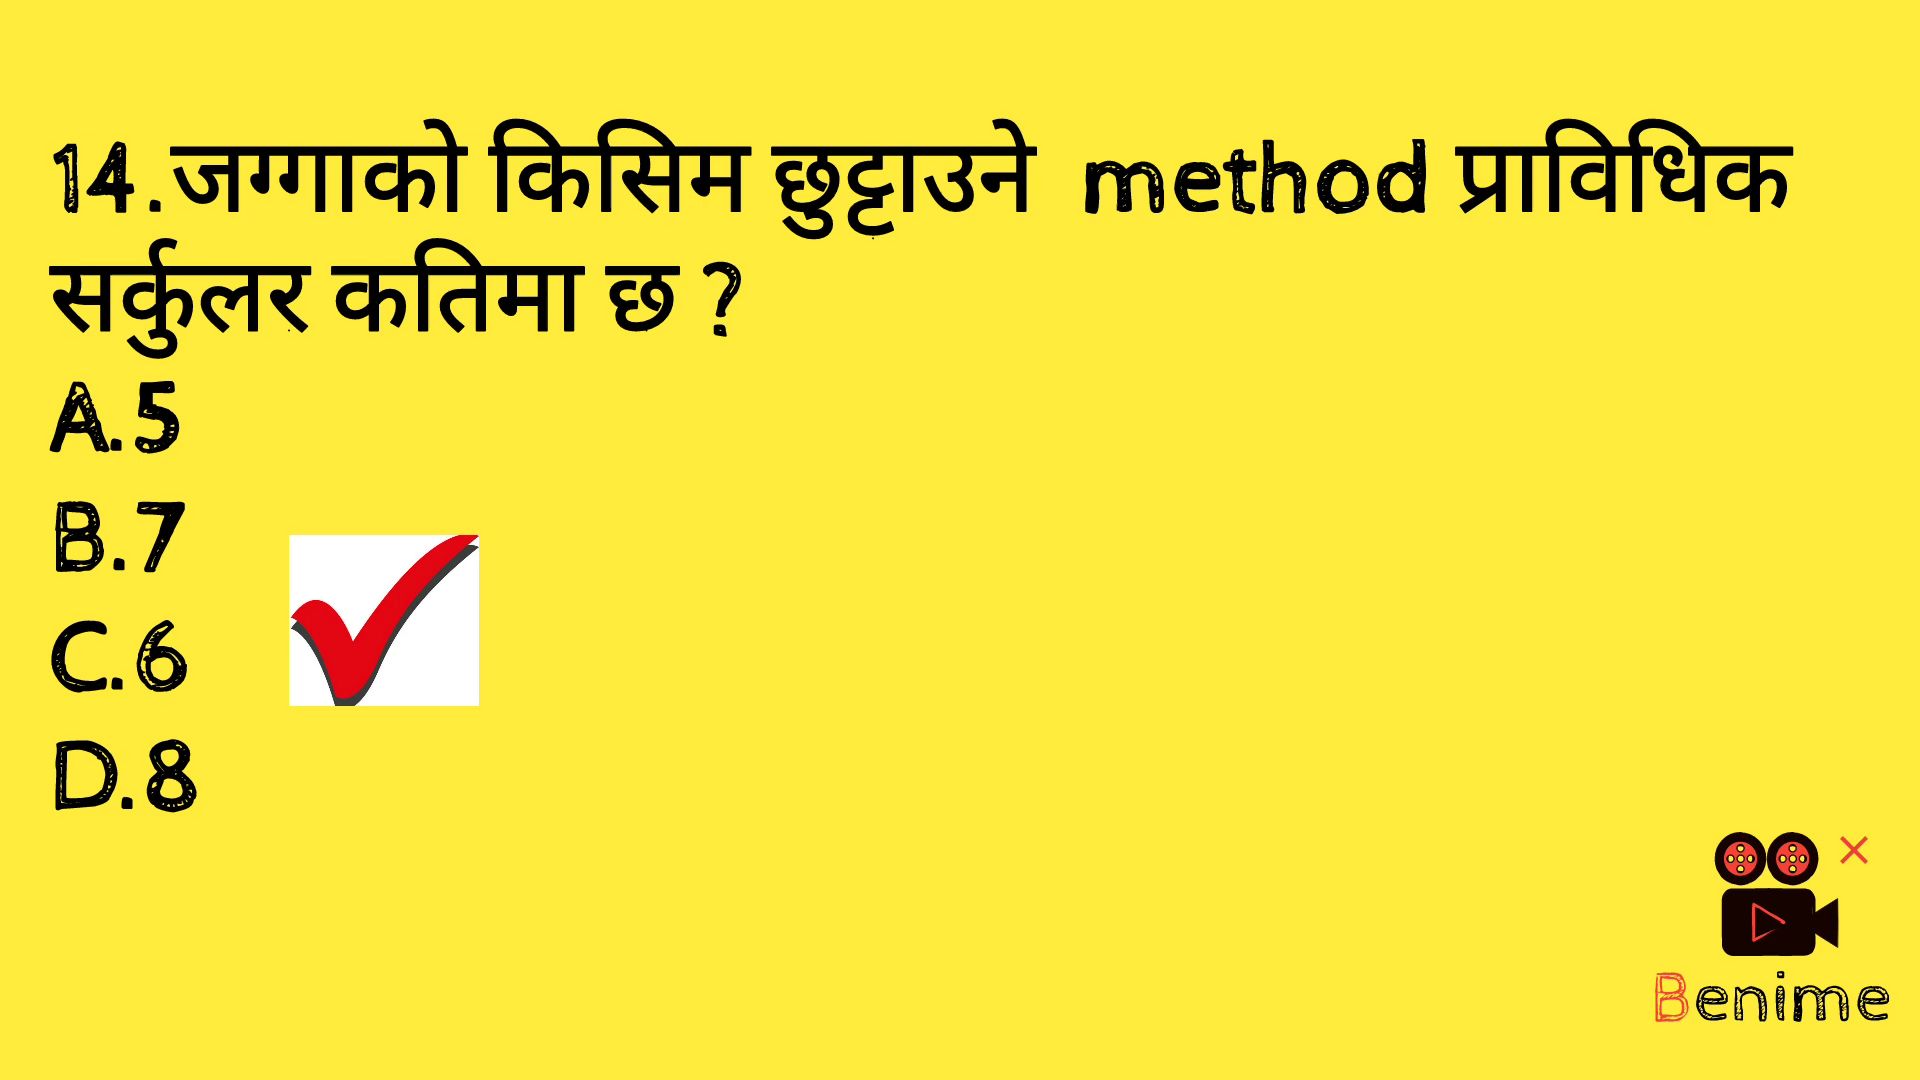 14.जग्गाको किसिम छुट्टाउने method प्राविधिक
सर्कुलर कतिमा छ ?
A.5
B.7
C.6
D.8
Benime